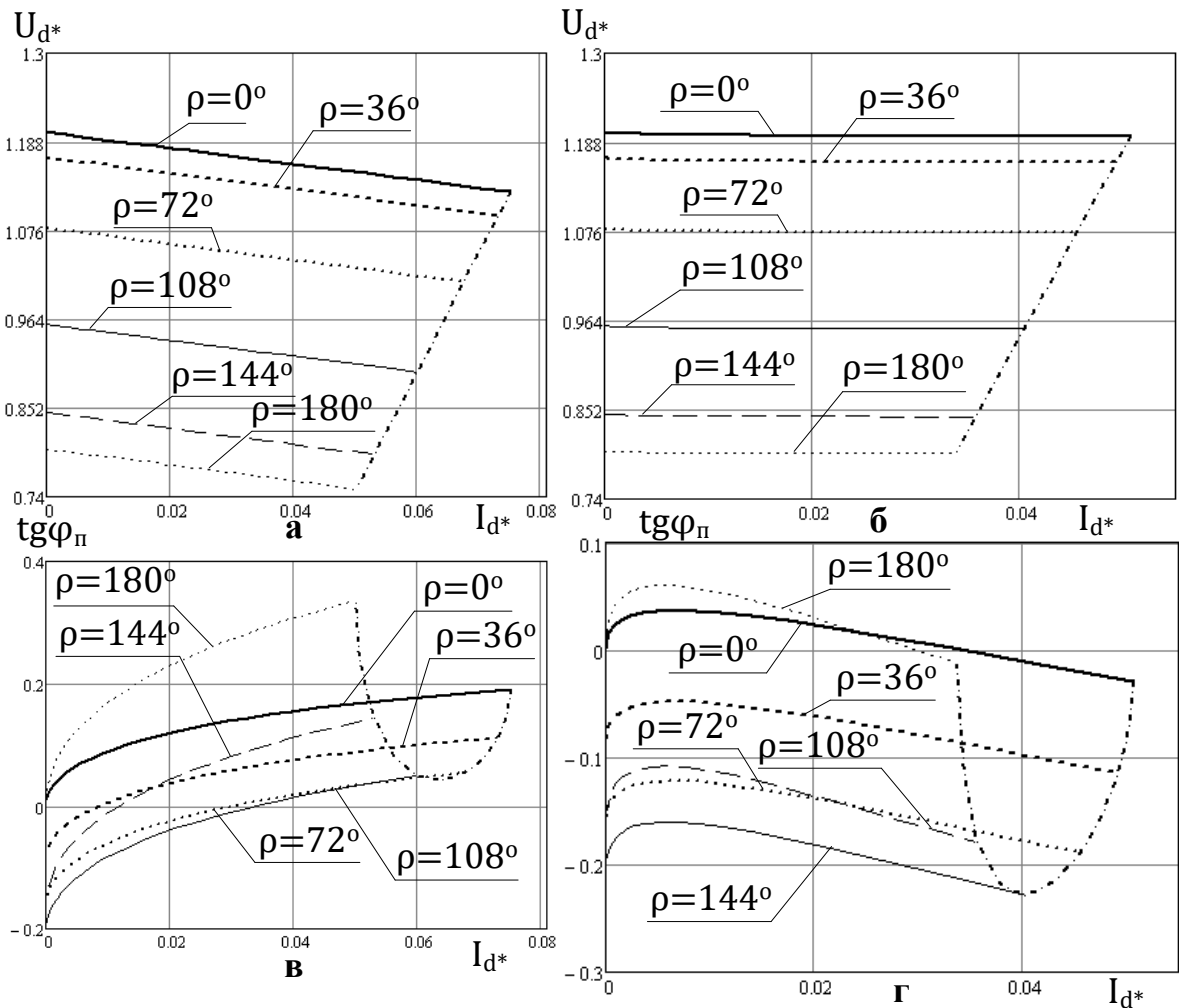 U_d*
1.3
1.188
1.076
0.964
0.852
0.74
ρ=0°
ρ=36°
ρ=72°
ρ=108°
ρ=144°
ρ=180°
0
0.02
0.04
0.06
0.08
I_d*
а
U_d*
1.3
1.188
1.076
0.964
0.852
0.74
ρ=0°
ρ=36°
ρ=72°
ρ=108°
ρ=144°
ρ=180°
0
0.02
0.04
I_d*
б
tgφ_п
0.4
0.2
0
−0.2
ρ=180°
ρ=144°
ρ=0°
ρ=36°
ρ=72°
ρ=108°
0
0.02
0.04
0.06
0.08
I_d*
в
tgφ_п
0.1
0
−0.1
−0.2
−0.3
ρ=180°
ρ=0°
ρ=36°
ρ=72°
ρ=108°
ρ=144°
0
0.02
0.04
I_d*
г